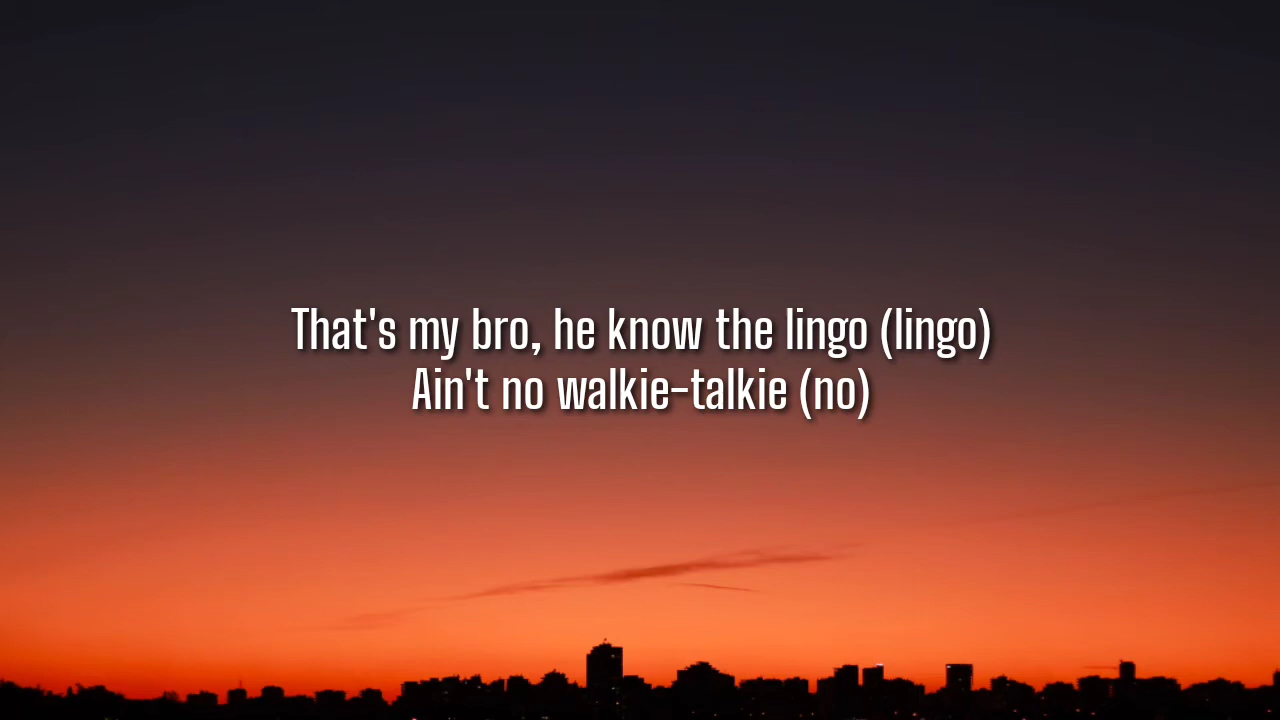 That's my bro, he know the lingo (lingo)
Ain't no walkie-talkie (no)